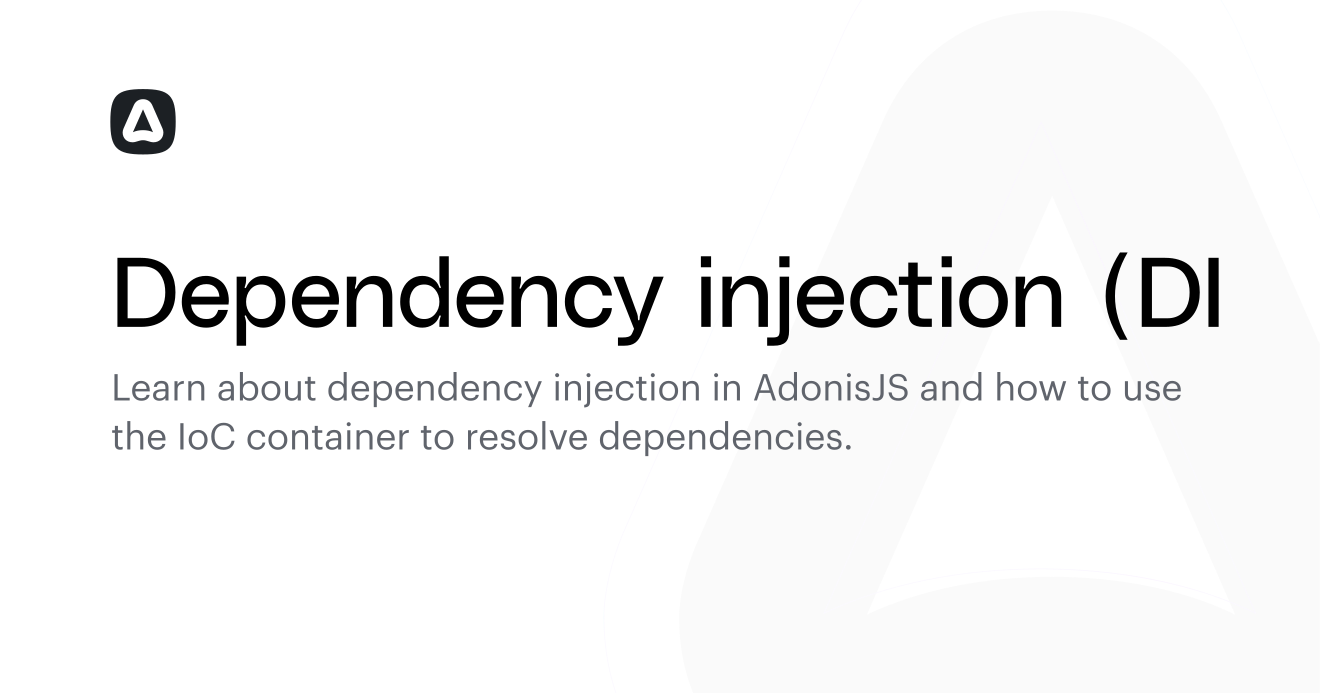 Dependency injection (DI
Learn about dependency injection in AdonisJS and how to use
the IoC container to resolve dependencies.